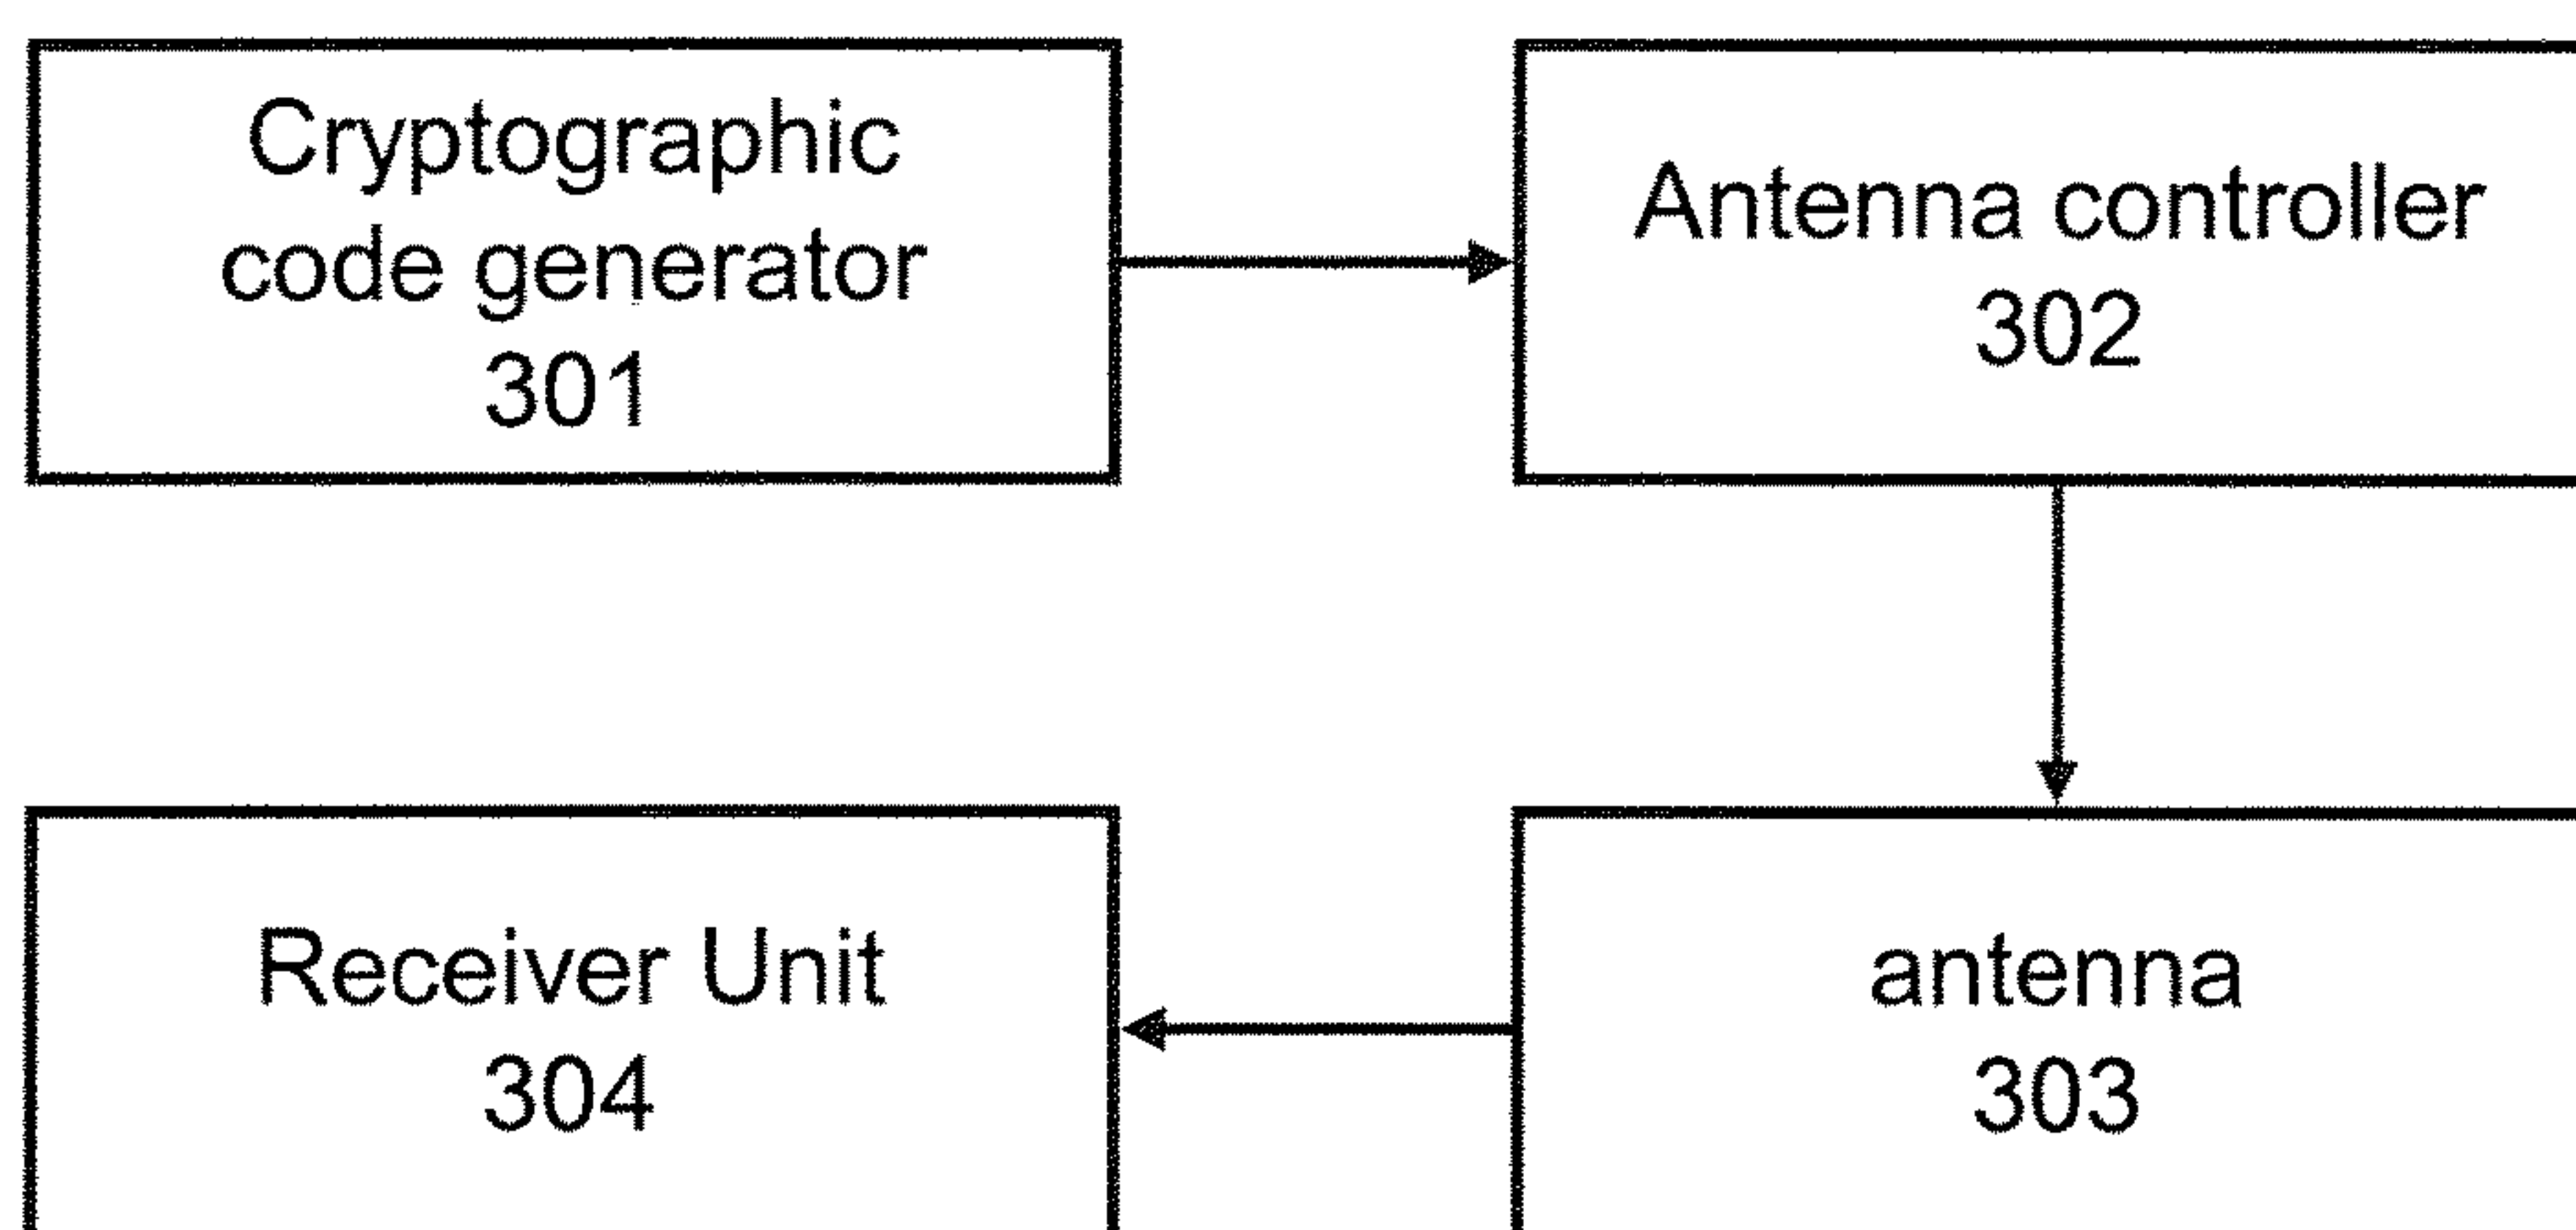 Cryptographic
code generator
301
Antenna controller
302
Receiver Unit
304
antenna
303